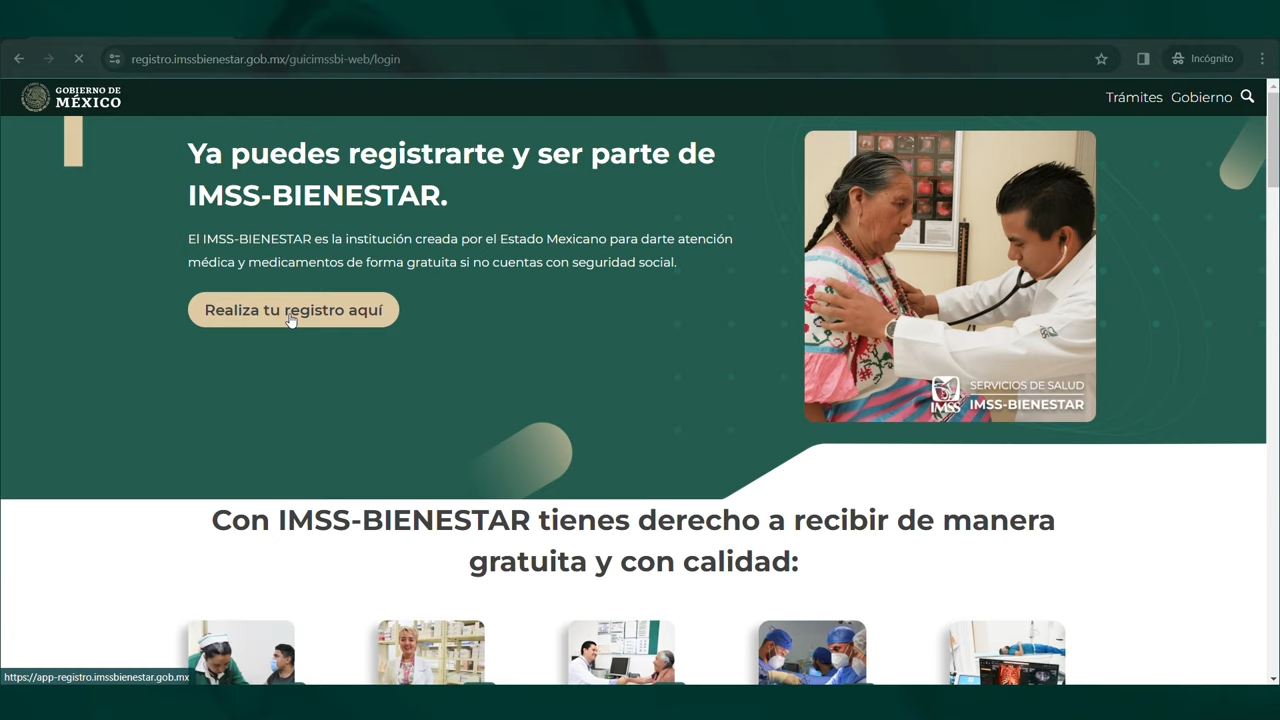 registro.imssbienestar.gob.mx/guicimssbi-web/login
Incógnito
GOBIERNO DE
MÉXICO
Trámites Gobierno
Ya puedes registrarte y ser parte de
IMSS-BIENESTAR.
El IMSS-BIENESTAR es la institución creada por el Estado Mexicano para darte atención
médica y medicamentos de forma gratuita si no cuentas con seguridad social.
Realiza tu registro aquí
SERVICIOS DE SALUD
IMSS IMSS-BIENESTAR
Con IMSS-BIENESTAR tienes derecho a recibir de manera
gratuita y con calidad:
https://app-registro.imssbienestar.gob.mx